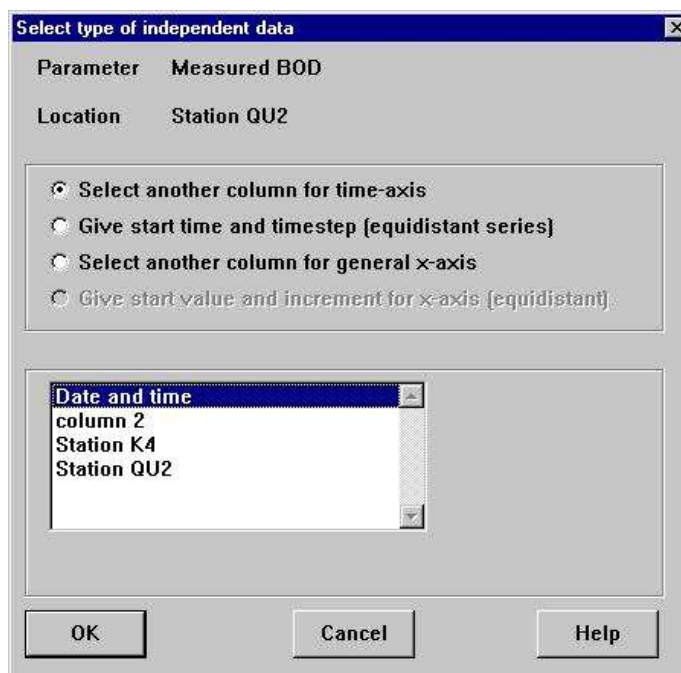 Select type of independent data
Parameter Measured BOD
Location Station QU2
Select another column for time-axis
Give start time and timestep (equidistant series)
Select another column for general x-axis
Give start value and increment for x-axis (equidistant)
Date and time
column 2
Station K4
Station QU2
OK Cancel Help